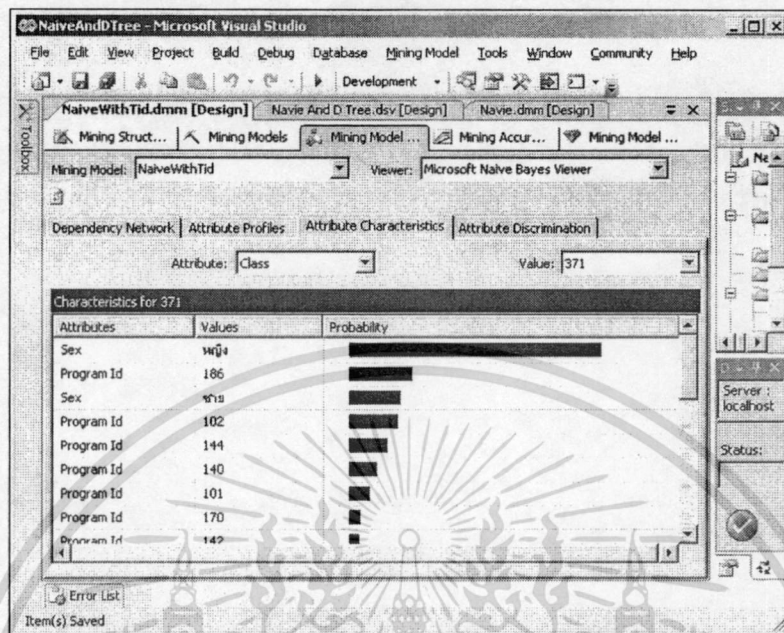 NaiveAndDTree - Microsoft Visual Studio
File Edit View Project Build Debug Database Mining Model Tools Window Community Help
Development
Toolbox
NaiveWithTid.dmm [Design] Navie And D Tree.dsv [Design] Navie.dmm [Design]
Mining Struct... Mining Models Mining Model ... Mining Accur... Mining Model ...
Mining Model: NaiveWithTid Viewer: Microsoft Naive Bayes Viewer
Dependency Network Attribute Profiles Attribute Characteristics Attribute Discrimination
Attribute: Class Value: 371
Characteristics for 371
Attributes Values Probability
Sex หญิง
Program Id 186
Sex ชาย
Program Id 102
Program Id 144
Program Id 140
Program Id 101
Program Id 170
Program Id 142
Server :
localhost
Status:
Error List
Item(s) Saved